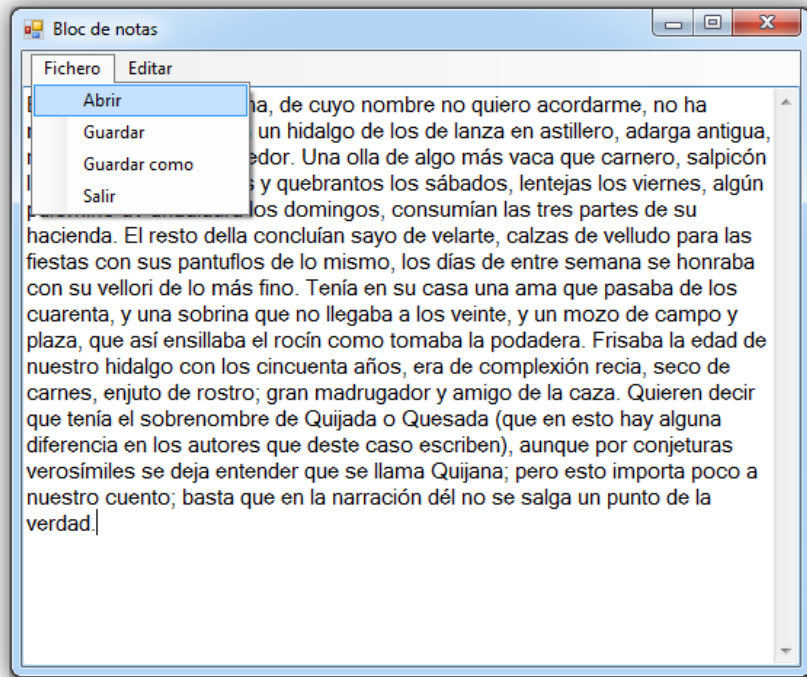 Bloc de notas
Fichero Editar
Abrir
Guardar
Guardar como
Salir
na, de cuyo nombre no quiero acordarme, no ha
un hidalgo de los de lanza en astillero, adarga antigua,
edor. Una olla de algo más vaca que carnero, salpicón
s y quebrantos los sábados, lentejas los viernes, algún
los domingos, consumían las tres partes de su
hacienda. El resto della concluían sayo de velarte, calzas de velludo para las
fiestas con sus pantuflos de lo mismo, los días de entre semana se honraba
con su vellori de lo más fino. Tenía en su casa una ama que pasaba de los
cuarenta, y una sobrina que no llegaba a los veinte, y un mozo de campo y
plaza, que así ensillaba el rocín como tomaba la podadera. Frisaba la edad de
nuestro hidalgo con los cincuenta años, era de complexión recia, seco de
carnes, enjuto de rostro; gran madrugador y amigo de la caza. Quieren decir
que tenía el sobrenombre de Quijada o Quesada (que en esto hay alguna
diferencia en los autores que deste caso escriben), aunque por conjeturas
verosímiles se deja entender que se llama Quijana; pero esto importa poco a
nuestro cuento; basta que en la narración dél no se salga un punto de la
verdad.